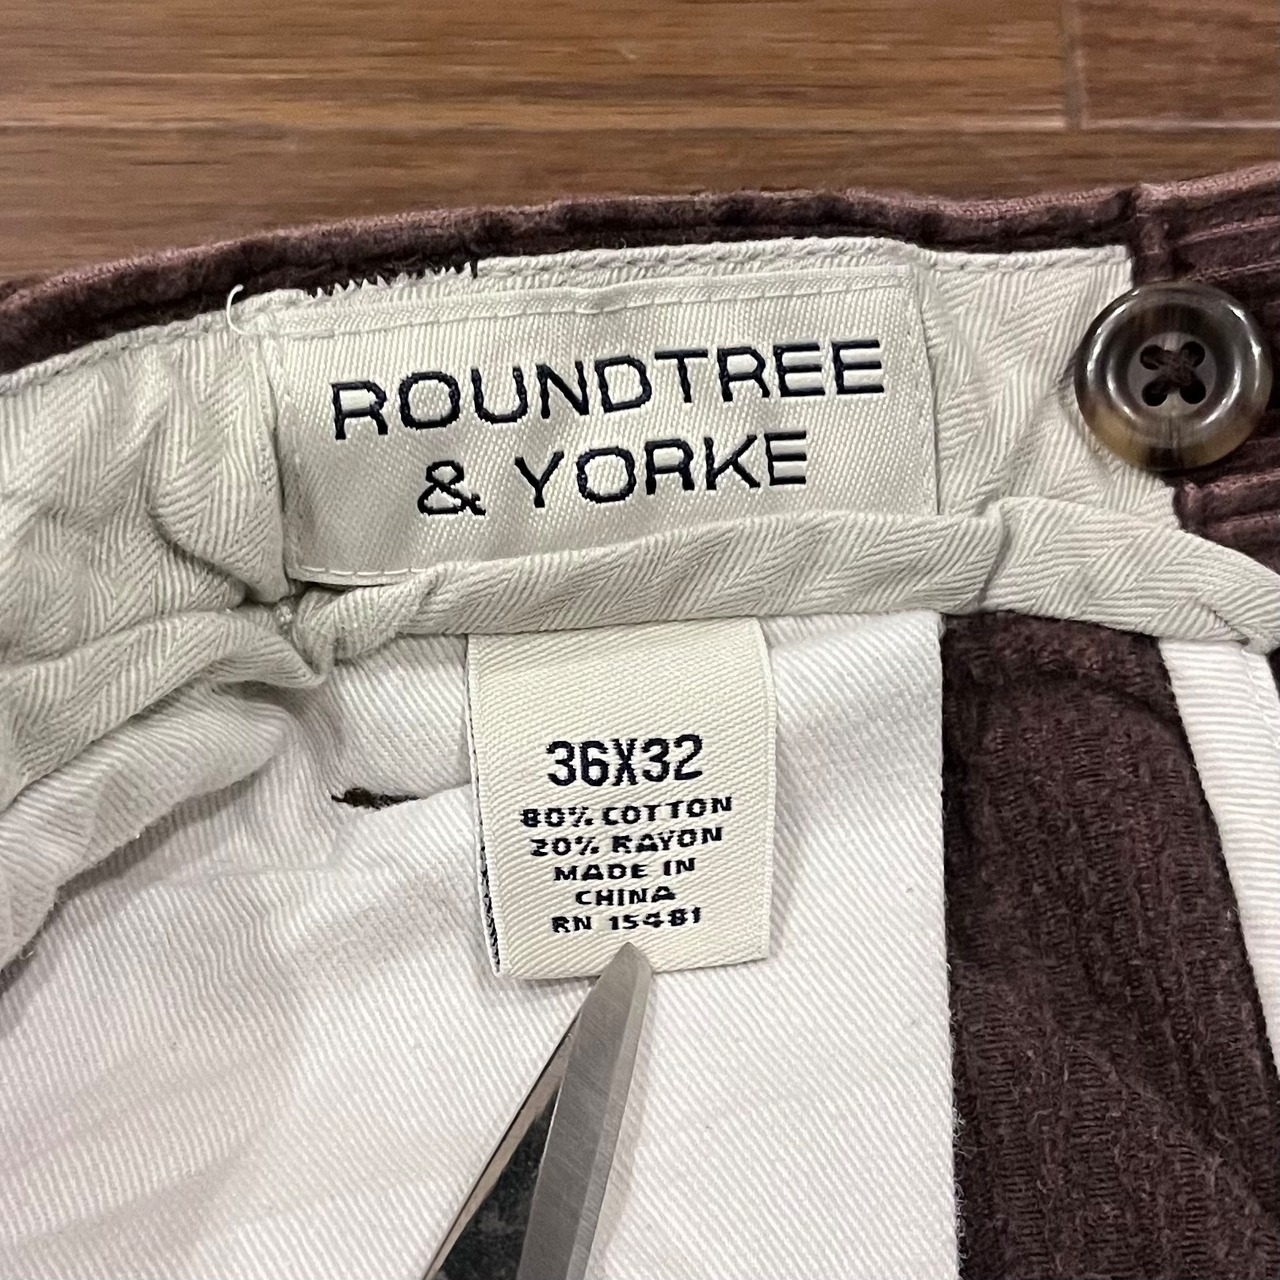 ROUNDTREE
& YORKE
36X32
80% COTTON
20% RAYON
MADE IN
CHINA
RN 15481